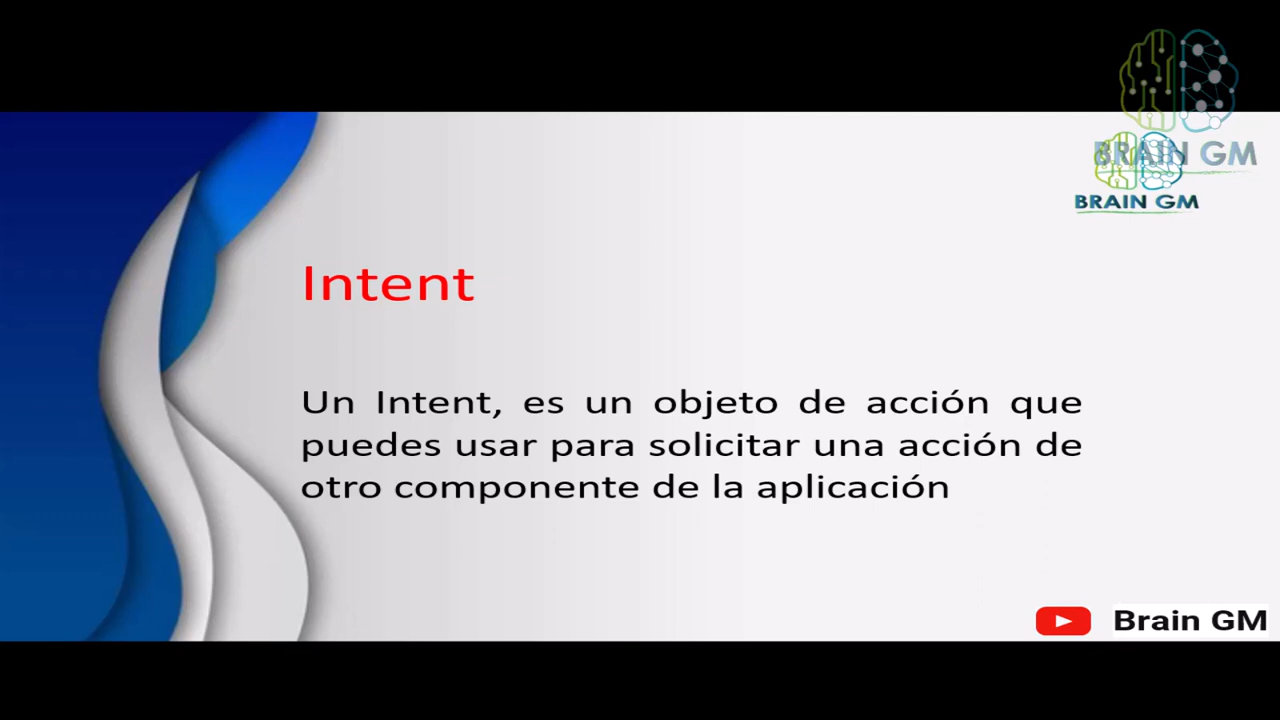 BRAIN GM
BRAIN GM
Intent
Un Intent, es un objeto de acción que
puedes usar para solicitar una acción de
otro componente de la aplicación
Brain GM